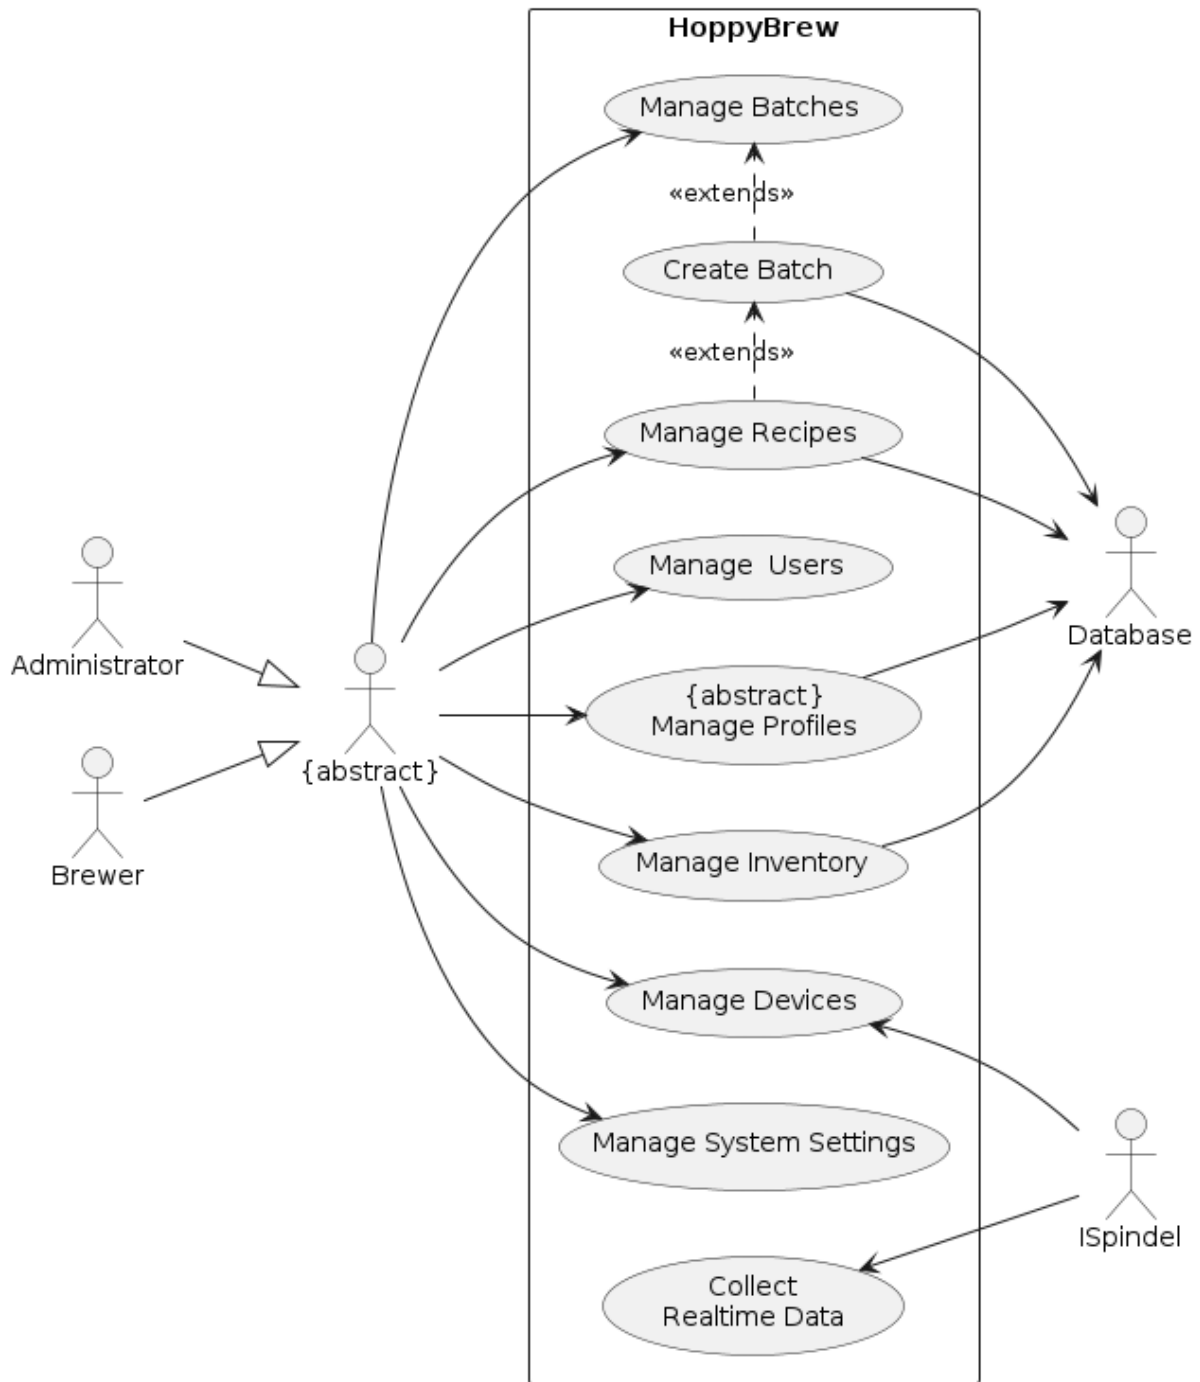 HoppyBrew
Manage Batches
«extends»
Create Batch
«extends»
Manage Recipes
Manage  Users
Administrator
Database
{abstract}
Manage Profiles
{abstract}
Brewer
Manage Inventory
Manage Devices
Manage System Settings
ISpindel
Collect
Realtime Data